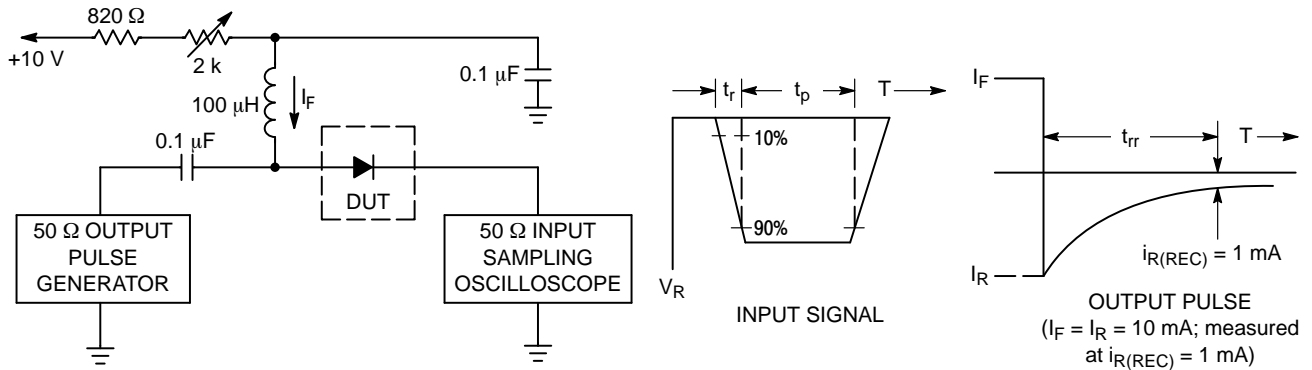 820 Ω
+10 V
2 k
100 μH
I_F
0.1 μF
0.1 μF
DUT
50 Ω OUTPUT
PULSE
GENERATOR
50 Ω INPUT
SAMPLING
OSCILLOSCOPE
t_r
t_p
T
10%
90%
V_R
INPUT SIGNAL
I_F
t_rr
T
I_R
i_R(REC) = 1 mA
OUTPUT PULSE
(I_F = I_R = 10 mA; measured
at i_R(REC) = 1 mA)